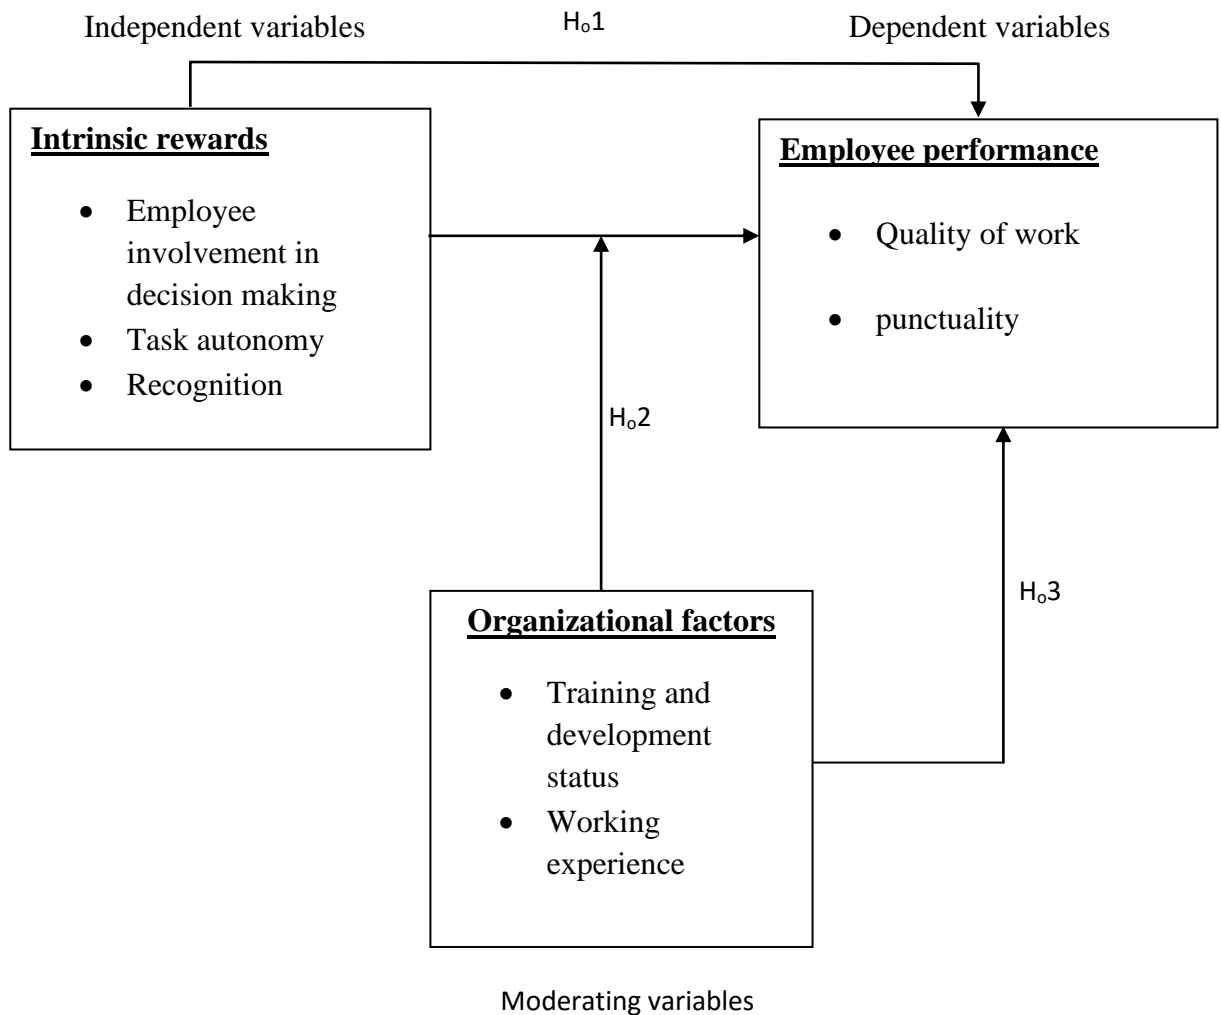 Independent variables
Hₒ1
Dependent variables
Intrinsic rewards
• Employee
involvement in
decision making
• Task autonomy
• Recognition
Employee performance
• Quality of work
• punctuality
Hₒ2
Organizational factors
• Training and
development
status
• Working
experience
Hₒ3
Moderating variables